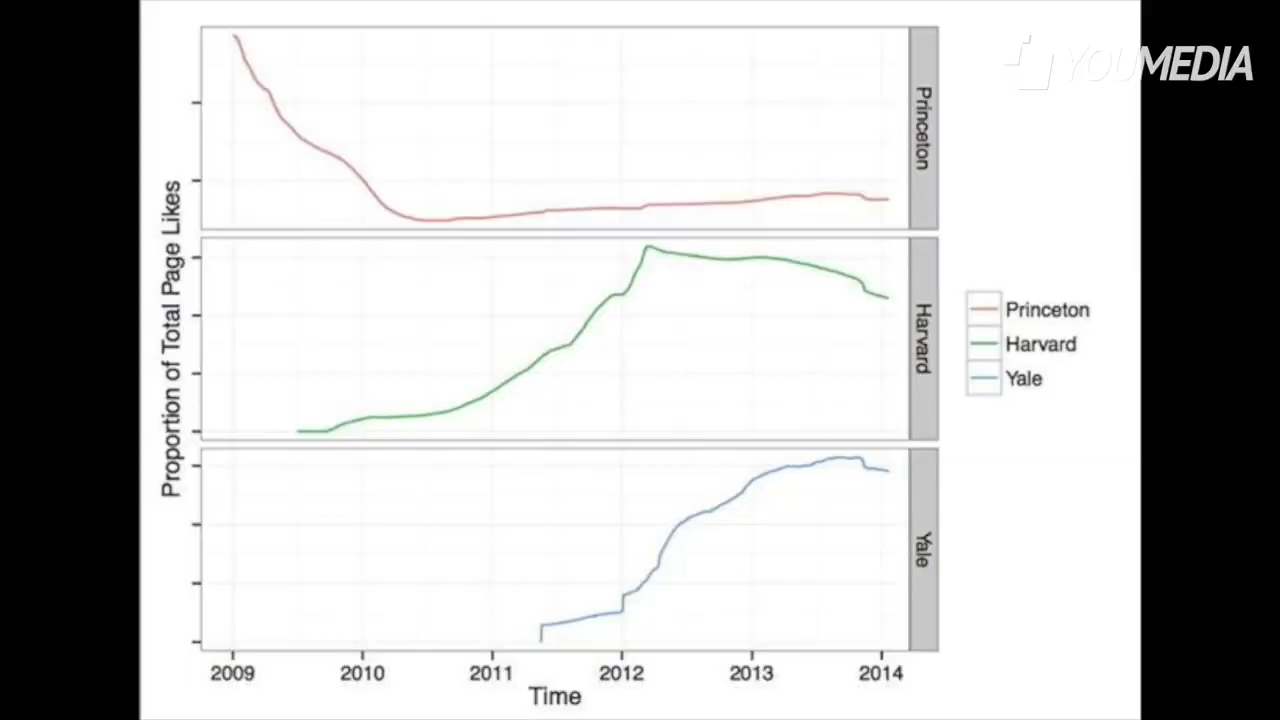 YOUMEDIA
Proportion of Total Page Likes
Princeton
Harvard
Yale
Princeton
Harvard
Yale
2009 2010 2011 2012 2013 2014
Time